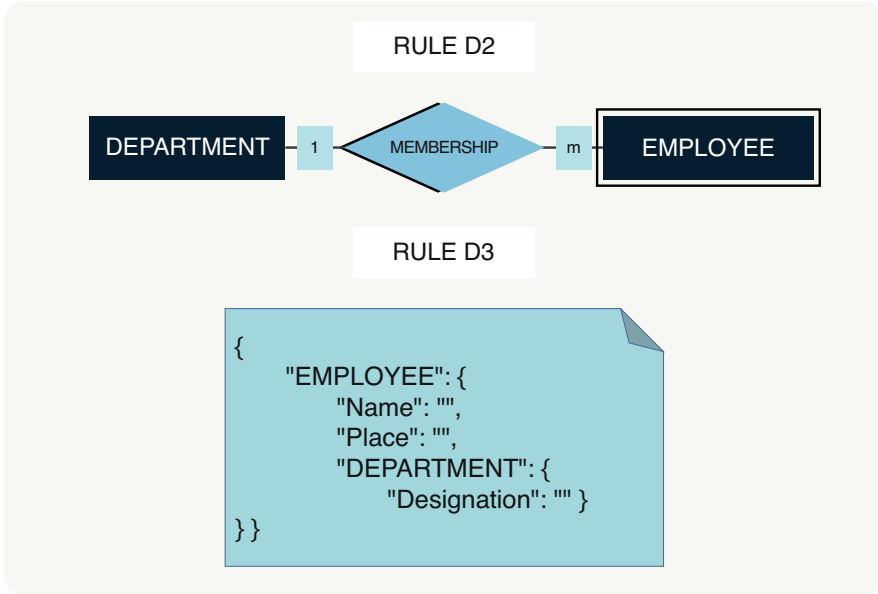 RULE D2
DEPARTMENT 1 MEMBERSHIP m EMPLOYEE
RULE D3
{
"EMPLOYEE": {
"Name": "",
"Place": "",
"DEPARTMENT": {
"Designation": "" }
} }